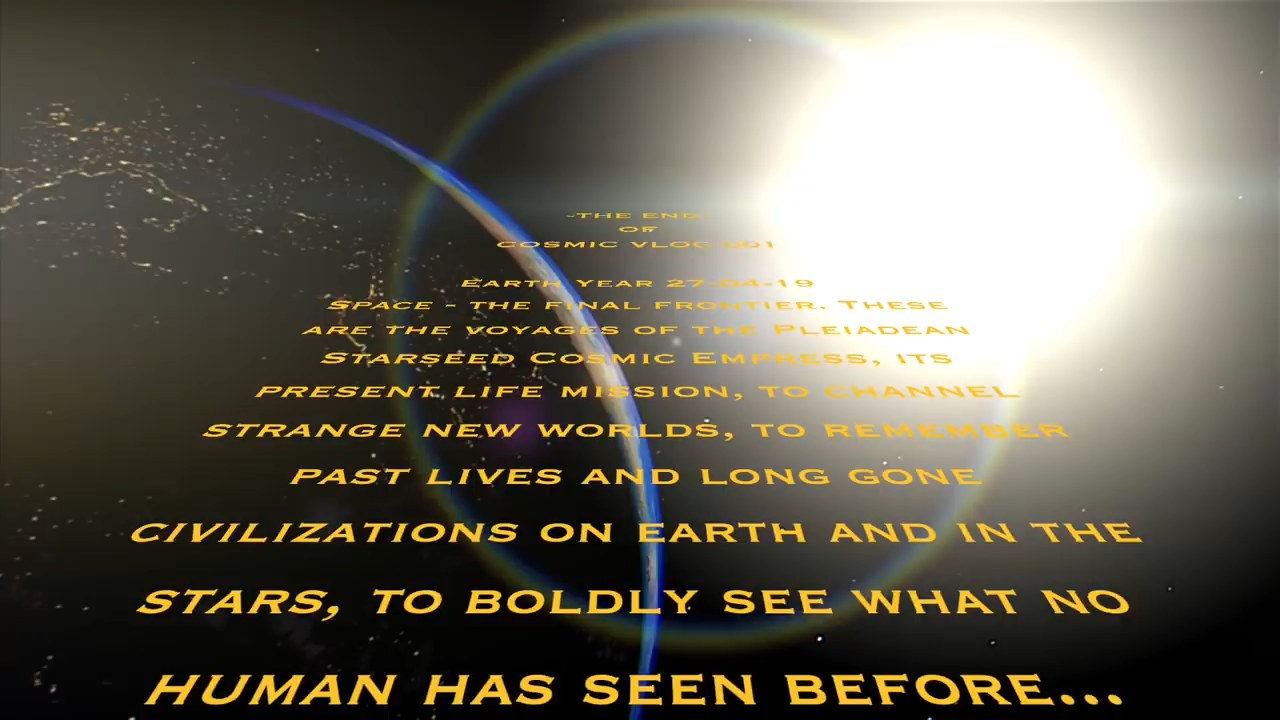 -THE END
OF
COSMIC VLOG 001
EARTH YEAR 27-04-19
SPACE - THE FINAL FRONTIER. THESE
ARE THE VOYAGES OF THE PLEIADEAN
STARSEED COSMIC EMPRESS, ITS
PRESENT LIFE MISSION, TO CHANNEL
STRANGE NEW WORLDS, TO REMEMBER
PAST LIVES AND LONG GONE
CIVILIZATIONS ON EARTH AND IN THE
STARS, TO BOLDLY SEE WHAT NO
HUMAN HAS SEEN BEFORE...